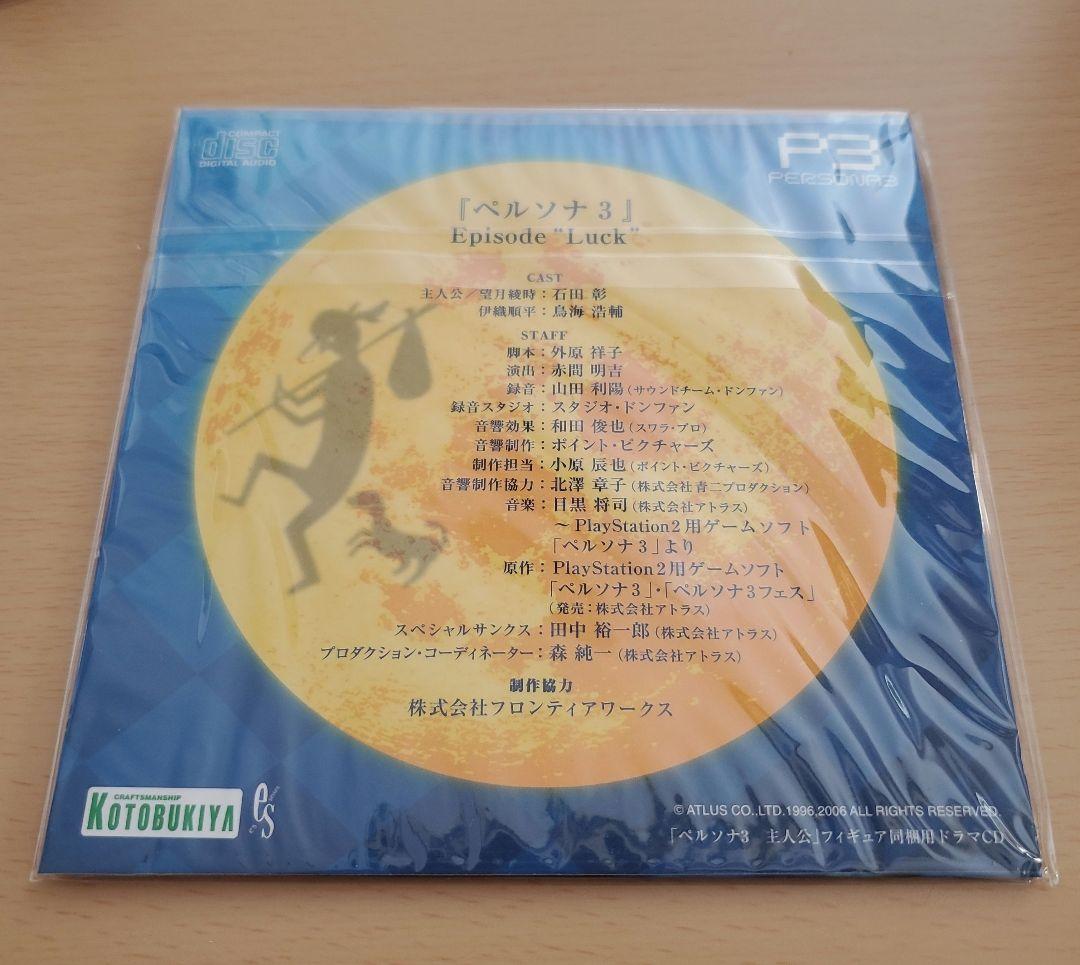 COMPACT
disc
DIGITAL AUDIO
P3
PERSONA3
『ペルソナ3』
Episode “Luck”
CAST
主人公／望月綾時：石田 彰
伊織順平：鳥海 浩輔
STAFF
脚本：外原 祥子
演出：赤間 明吉
録音：山田 利陽（サウンドチーム・ドンファン）
録音スタジオ：スタジオ・ドンファン
音響効果：和田 俊也（スワラ・プロ）
音響制作：ポイント・ピクチャーズ
制作担当：小原 辰也（ポイント・ピクチャーズ）
音響制作協力：北澤 章子（株式会社 青二プロダクション）
音楽：目黒 将司（株式会社アトラス）
～PlayStation2用ゲームソフト
「ペルソナ3」より
原作：PlayStation2用ゲームソフト
「ペルソナ3」・「ペルソナ3フェス」
（発売：株式会社アトラス）
スペシャルサンクス：田中 裕一郎（株式会社アトラス）
プロダクション・コーディネーター：森 純一（株式会社アトラス）
制作協力
株式会社フロンティアワークス
CRAFTSMANSHIP
KOTOBUKIYA
es
© ATLUS CO.,LTD.1996,2006 ALL RIGHTS RESERVED.
「ペルソナ3　主人公」フィギュア同梱用ドラマCD